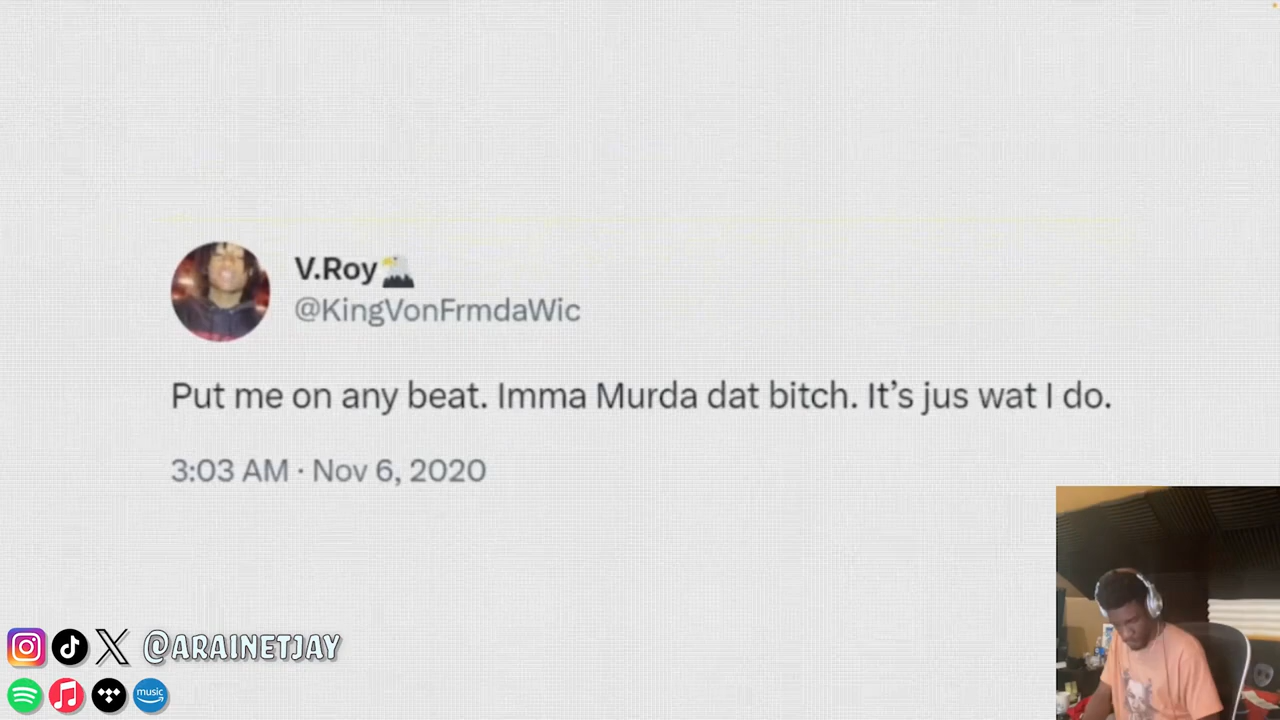 V.Roy🦅
@KingVonFrmdaWic
Put me on any beat. Imma Murda dat bitch. It’s jus wat I do.
3:03 AM · Nov 6, 2020
@ARAINETJAY
music